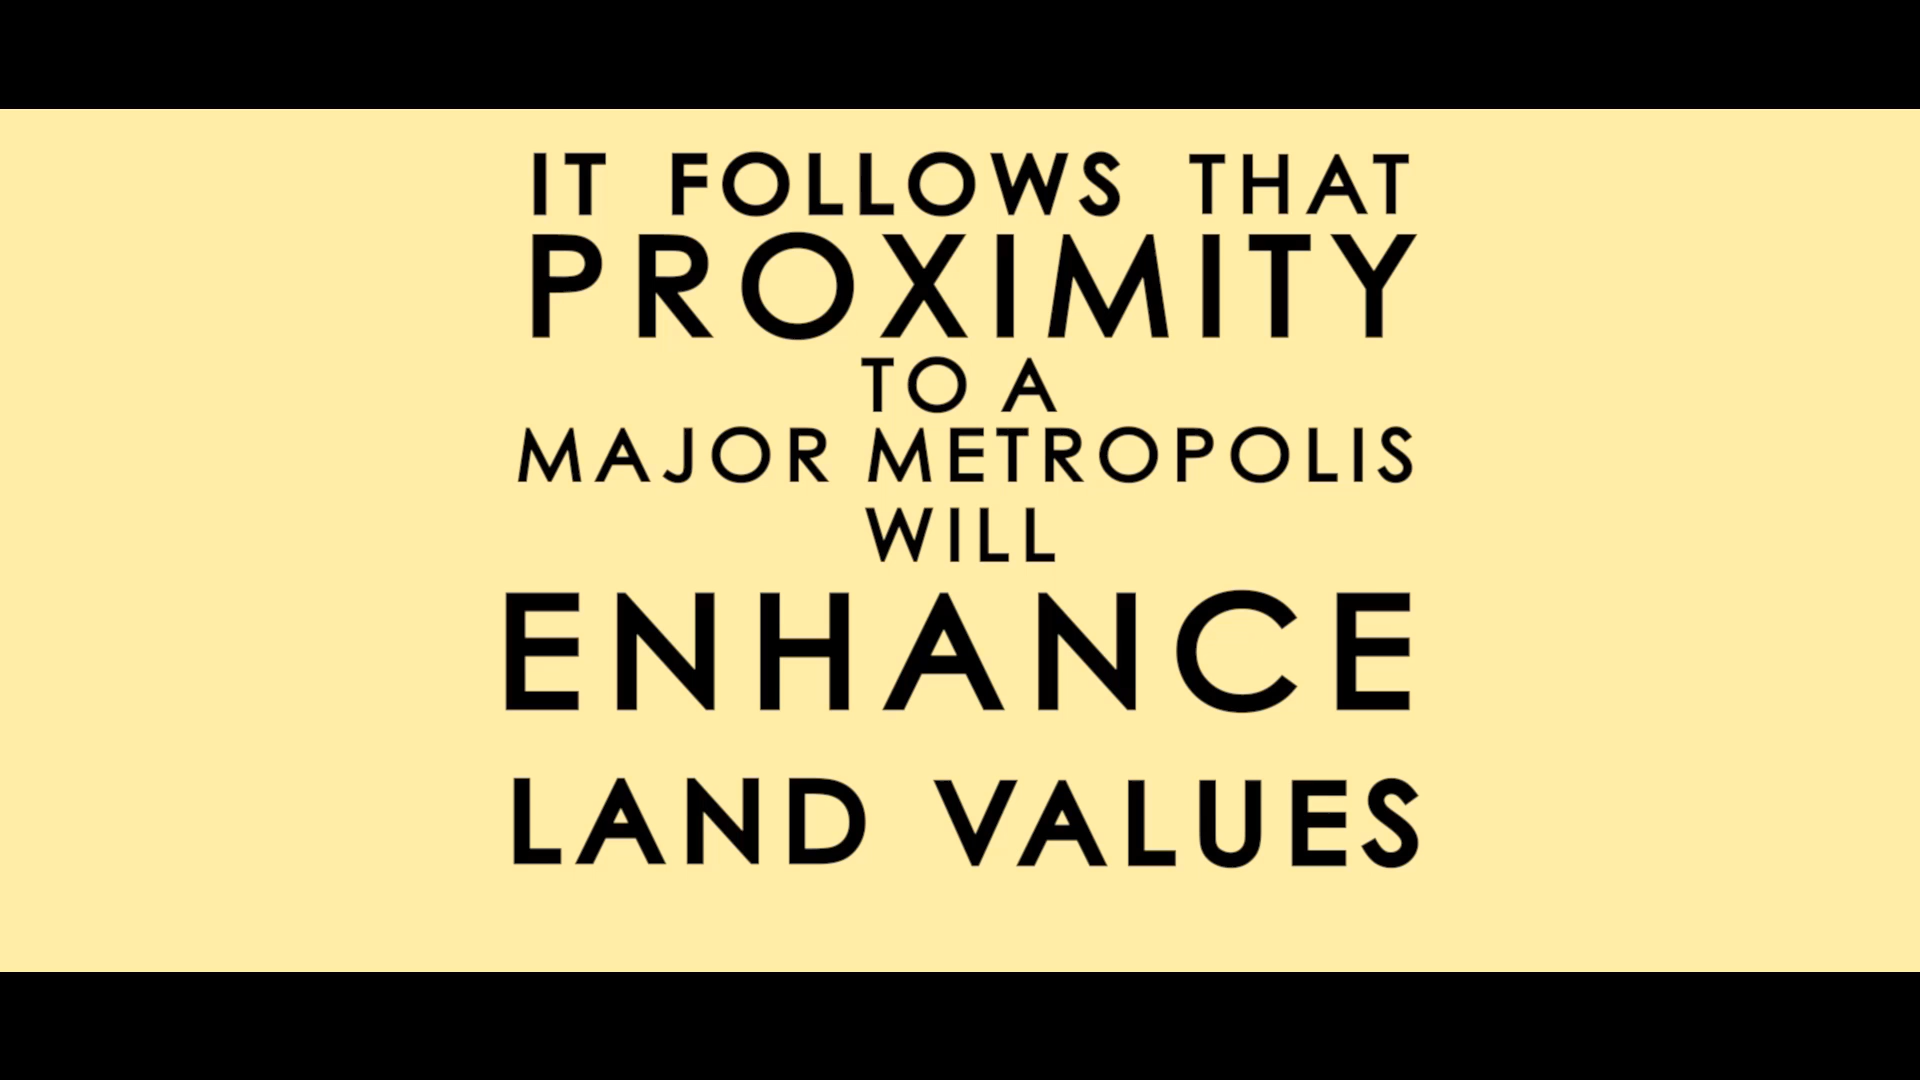 IT FOLLOWS THAT
PROXIMITY
TO A
MAJOR METROPOLIS
WILL
ENHANCE
LAND VALUES